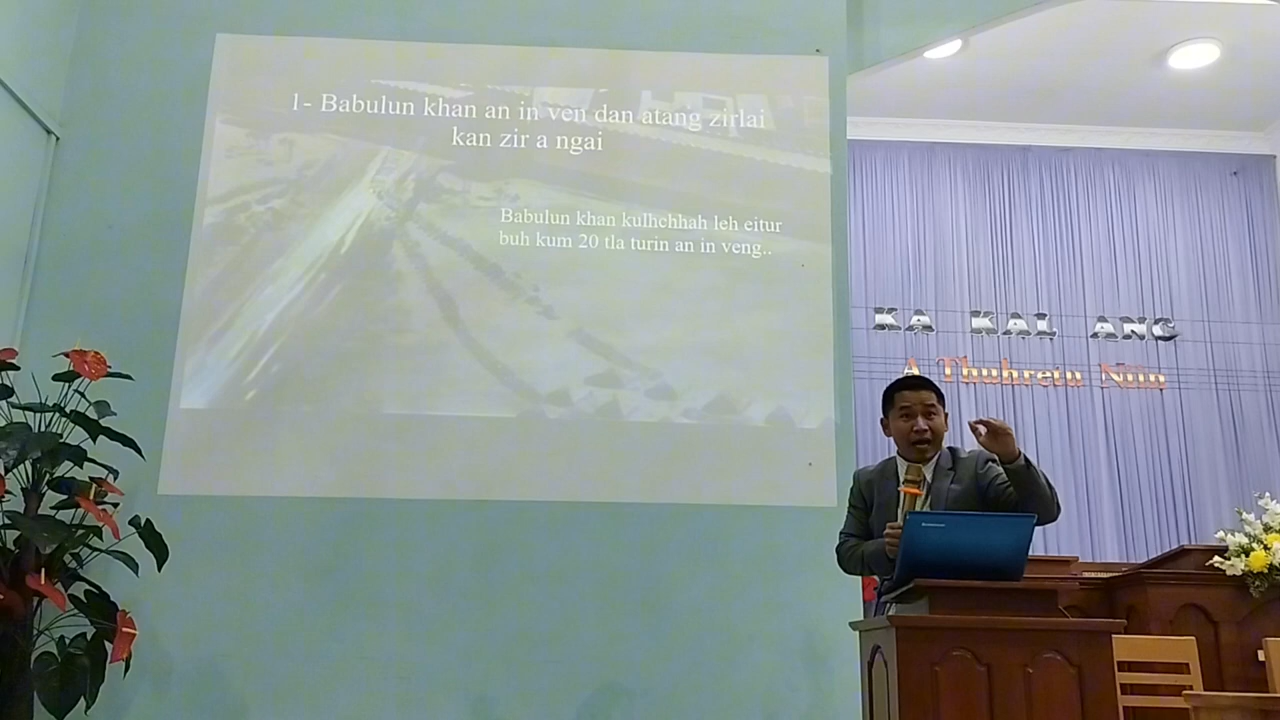 1- Babulun khan an in ven dan atang zirlai
kan zir a ngai
Babulun khan kulhchhah leh eitur
buh kum 20 tla turin an in veng..
KA KAL ANG
A Thuhretu Niin
Lenovo